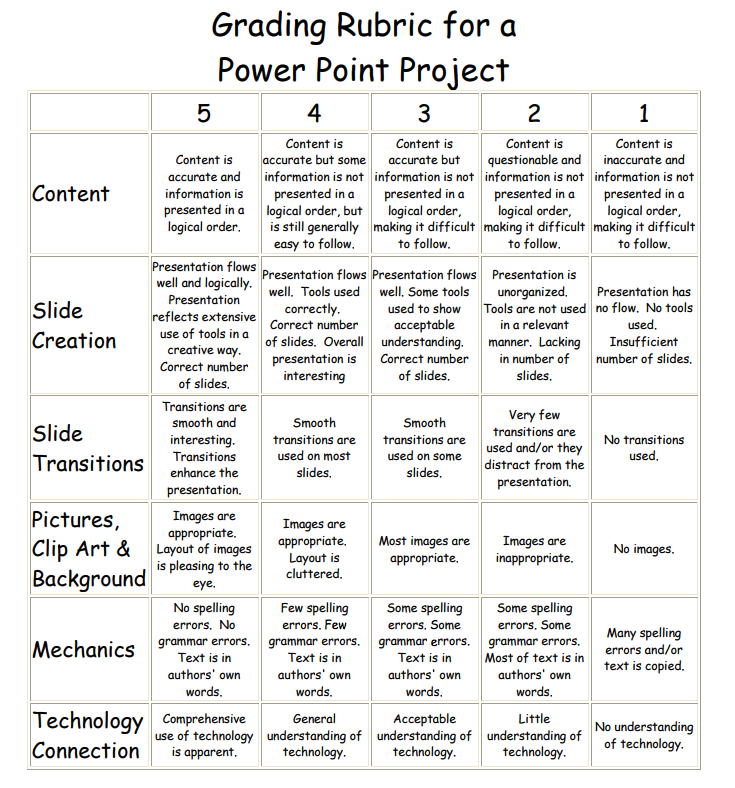 Grading Rubric for a
Power Point Project
5
4
3
2
1
Content
Content is
accurate and
information is
presented in a
logical order.
Content is
accurate but some
information is not
presented in a
logical order, but
is still generally
easy to follow.
Content is
accurate but
information is not
presented in a
logical order,
making it difficult
to follow.
Content is
questionable and
information is not
presented in a
logical order,
making it difficult
to follow.
Content is
inaccurate and
information is not
presented in a
logical order,
making it difficult
to follow.
Slide
Creation
Presentation flows
well and logically.
Presentation
reflects extensive
use of tools in a
creative way.
Correct number
of slides.
Presentation flows
well. Tools used
correctly.
Correct number
of slides. Overall
presentation is
interesting
Presentation flows
well. Some tools
used to show
acceptable
understanding.
Correct number
of slides.
Presentation is
unorganized.
Tools are not used
in a relevant
manner. Lacking
in number of
slides.
Presentation has
no flow. No tools
used.
Insufficient
number of slides.
Slide
Transitions
Transitions are
smooth and
interesting.
Transitions
enhance the
presentation.
Smooth
transitions are
used on most
slides.
Smooth
transitions are
used on some
slides.
Very few
transitions are
used and/or they
distract from the
presentation.
No transitions
used.
Pictures,
Clip Art &
Background
Images are
appropriate.
Layout of images
is pleasing to the
eye.
Images are
appropriate.
Layout is
cluttered.
Most images are
appropriate.
Images are
inappropriate.
No images.
Mechanics
No spelling
errors. No
grammar errors.
Text is in
authors' own
words.
Few spelling
errors. Few
grammar errors.
Text is in
authors' own
words.
Some spelling
errors. Some
grammar errors.
Text is in
authors' own
words.
Some spelling
errors. Some
grammar errors.
Most of text is in
authors' own
words.
Many spelling
errors and/or
text is copied.
Technology
Connection
Comprehensive
use of technology
is apparent.
General
understanding of
technology.
Acceptable
understanding of
technology.
Little
understanding of
technology.
No understanding
of technology.